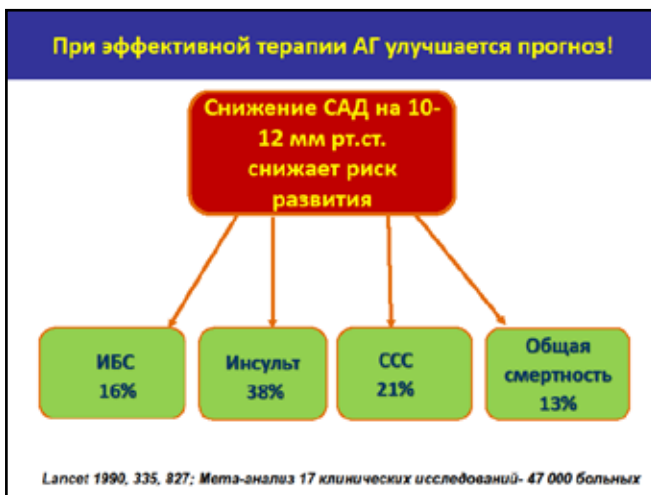 При эффективной терапии АГ улучшается прогноз!
Снижение САД на 10-
12 мм рт.ст.
снижает риск
развития
ИБС
16%
Инсульт
38%
ССС
21%
Общая
смертность
13%
Lancet 1990, 335, 827; Мета-анализ 17 клинических исследований- 47 000 больных